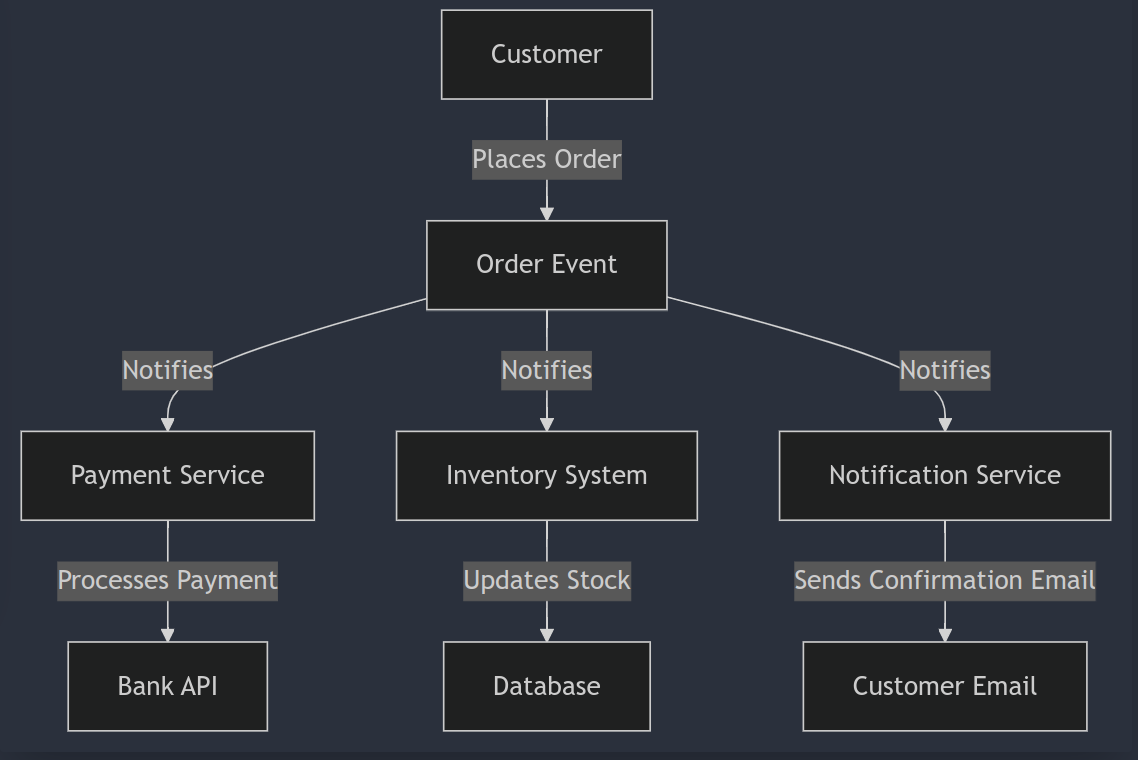 Customer
Places Order
Order Event
Notifies
Notifies
Notifies
Payment Service
Inventory System
Notification Service
Processes Payment
Updates Stock
Sends Confirmation Email
Bank API
Database
Customer Email